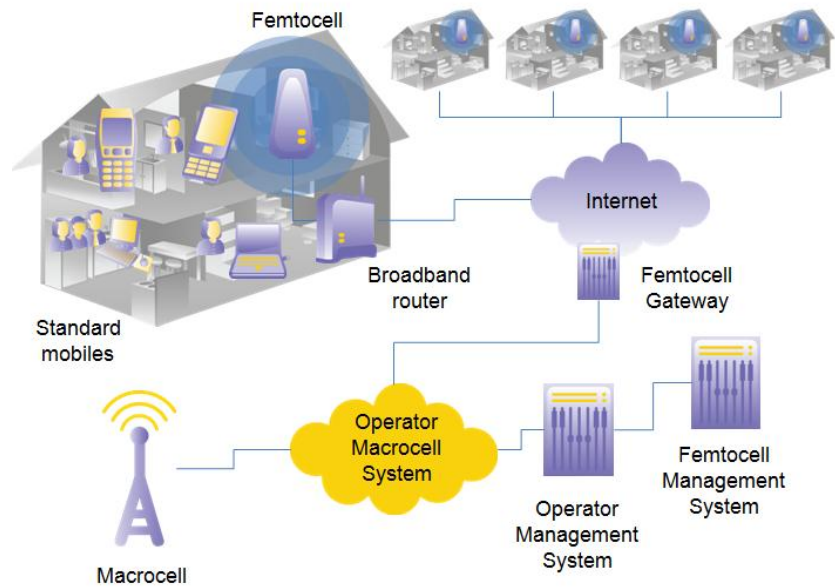 Femtocell
Internet
Broadband
router
Femtocell
Gateway
Standard
mobiles
Operator
Macrocell
System
Femtocell
Management
System
Operator
Management
System
Macrocell